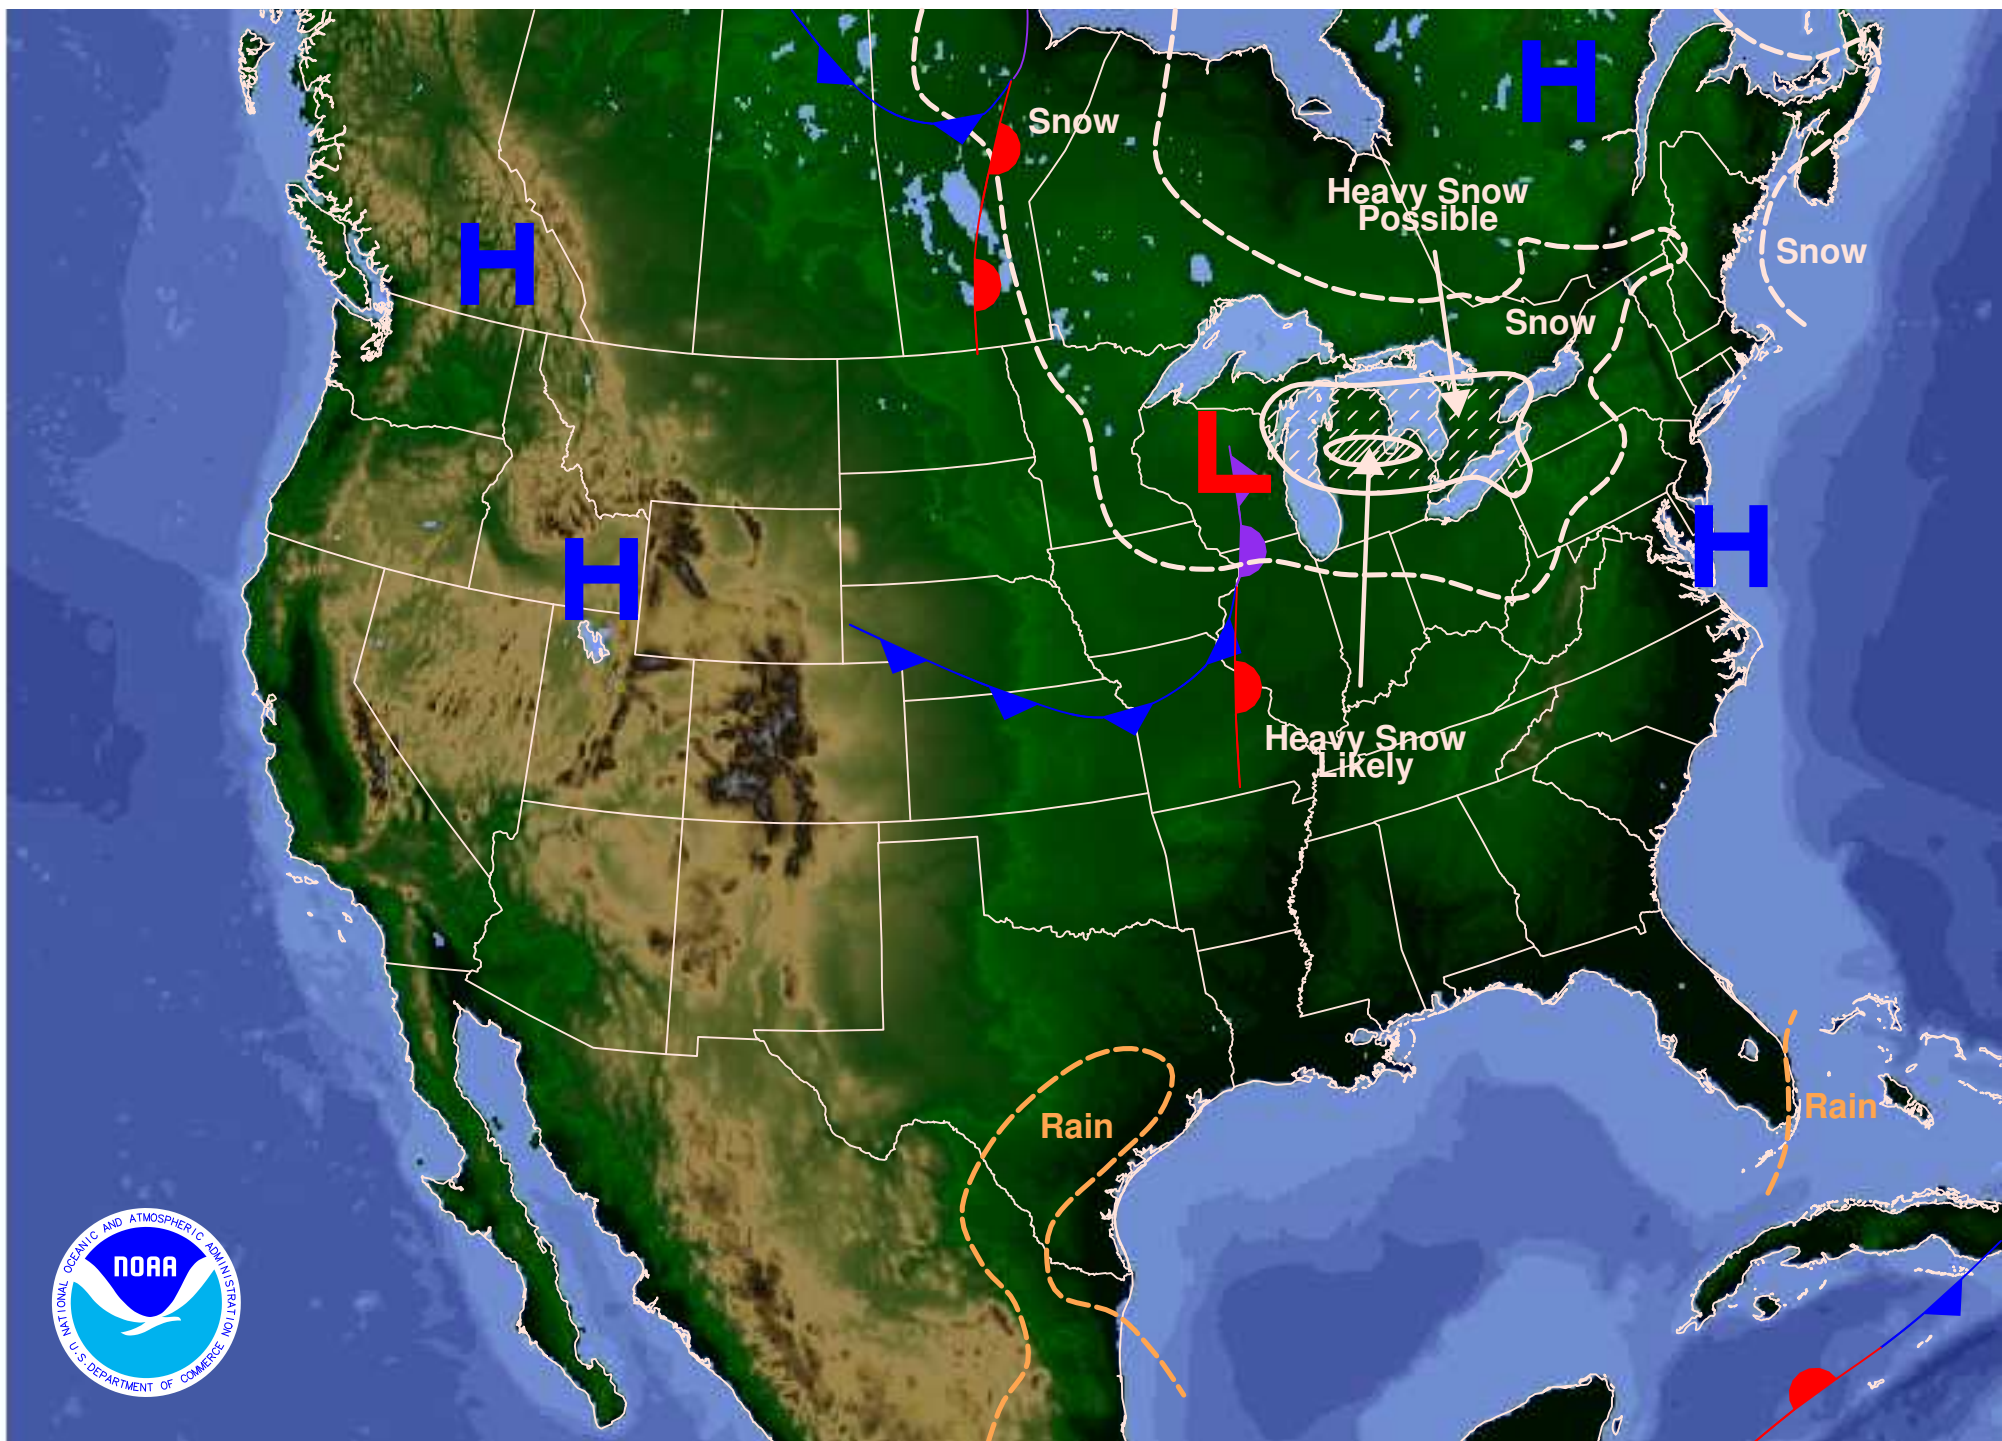 H
Snow
Heavy Snow
Possible
H
Snow
Snow
L
H
H
Heavy Snow
Likely
Rain
Rain
NATIONAL OCEANIC AND ATMOSPHERIC ADMINISTRATION
NOAA
U.S. DEPARTMENT OF COMMERCE